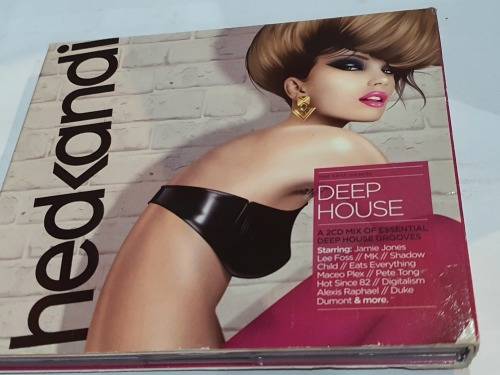 hedkandi
DEEP
HOUSE
A 2CD MIX OF ESSENTIAL
DEEP HOUSE GROOVES
Starring: Jamie Jones
Lee Foss // MK // Shadow
Child // Eats Everything
Maceo Plex // Pete Tong
Hot Since 82 // Digitalism
Alexis Raphael // Duke
Dumont & more.